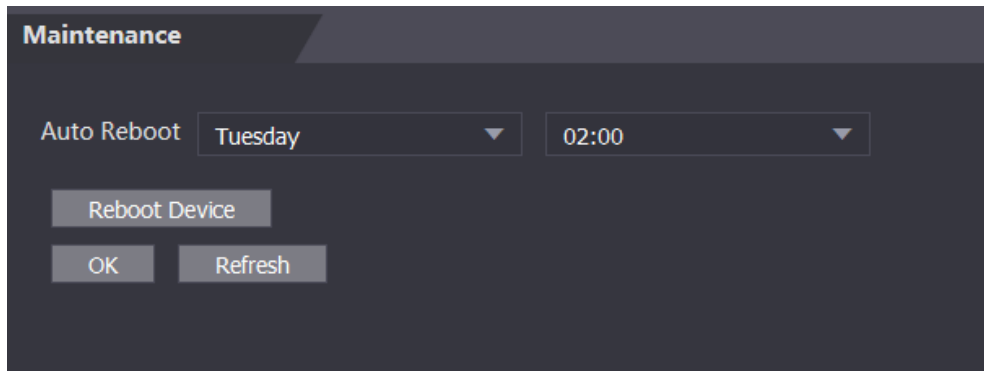 Maintenance
Auto Reboot Tuesday 02:00
Reboot Device
OK Refresh